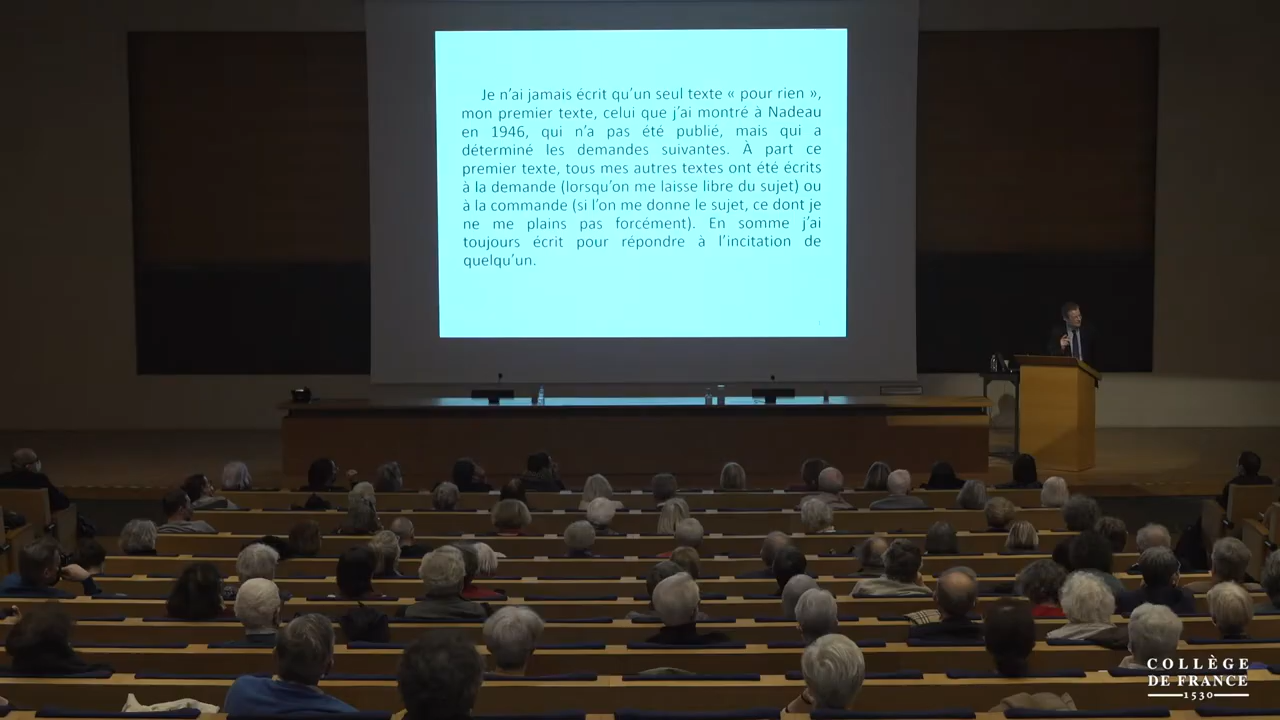 Je n'ai jamais écrit qu'un seul texte « pour rien »,
mon premier texte, celui que j'ai montré à Nadeau
en 1946, qui n'a pas été publié, mais qui a
déterminé les demandes suivantes. À part ce
premier texte, tous mes autres textes ont été écrits
à la demande (lorsqu'on me laisse libre du sujet) ou
à la commande (si l'on me donne le sujet, ce dont je
ne me plains pas forcément). En somme j'ai
toujours écrit pour répondre à l'incitation de
quelqu'un.
COLLÈGE
DE FRANCE
1530